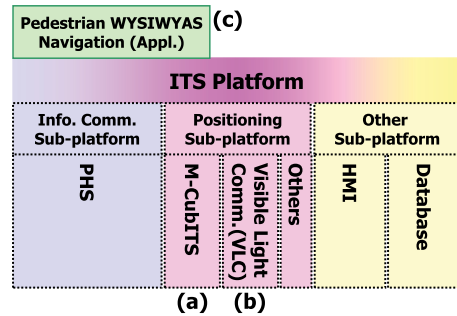 Pedestrian WYSIWYAS
Navigation (Appl.)
(c)
ITS Platform
Info. Comm.
Sub-platform
Positioning
Sub-platform
Other
Sub-platform
PHS
M-CubITS
Visible Light
Comm.(VLC)
Others
HMI
Database
(a)
(b)